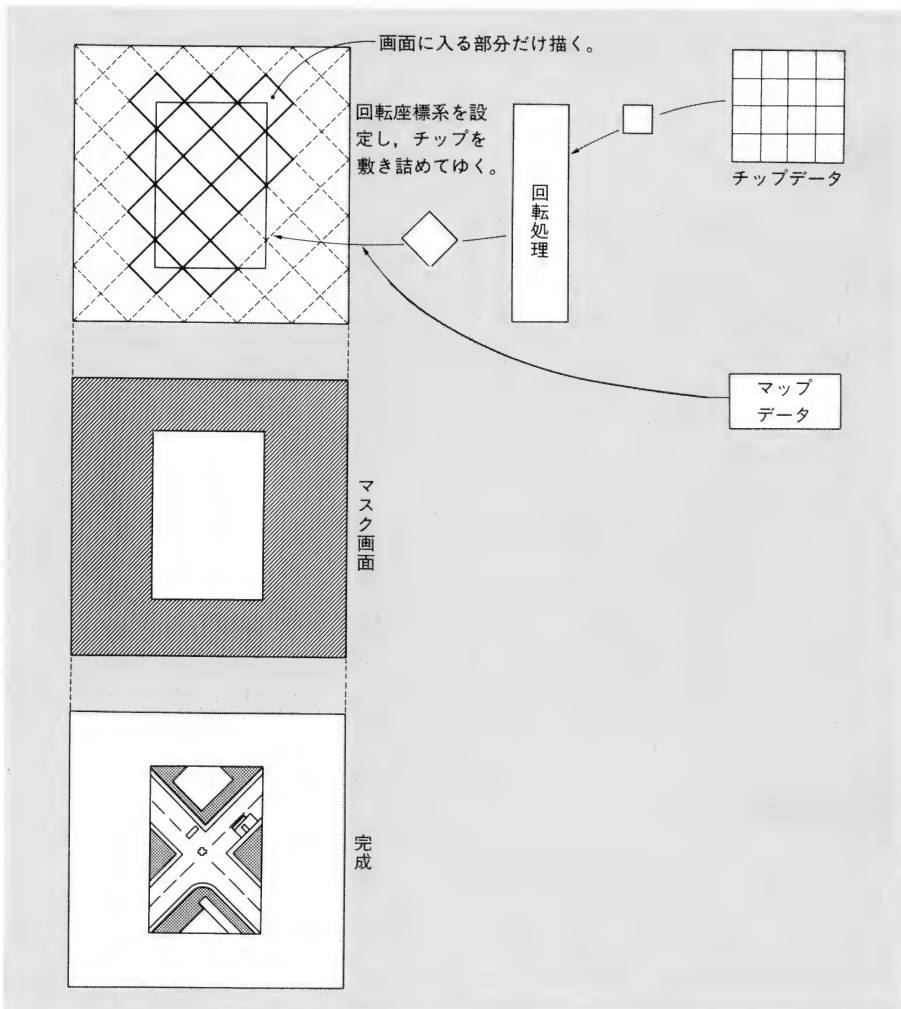 画面に入る部分だけ描く。
回転座標系を設
定し，チップを
敷き詰めてゆく。
チップデータ
回転処理
マップ
データ
マスク画面
完成